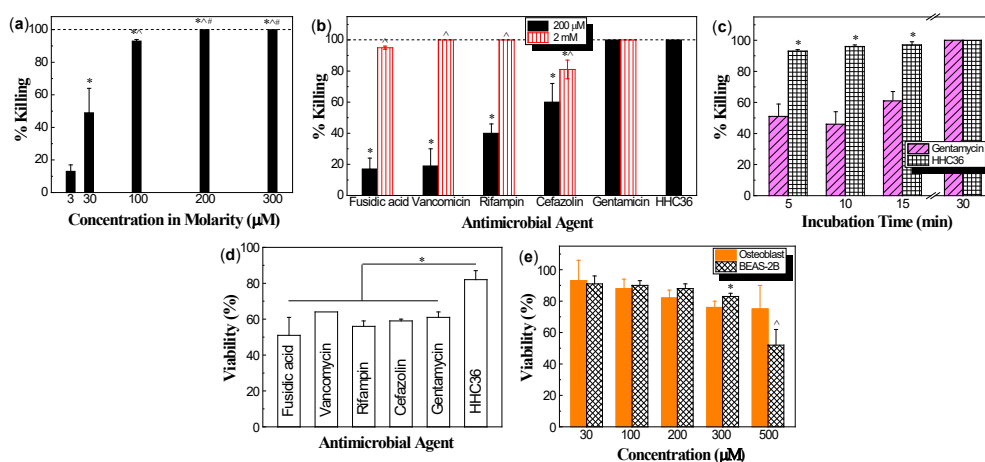 (a)
% Killing
100
80
60
40
20
0
*
*^
*^#
*^#
3 30 100 200 300
Concentration in Molarity (µM)
(b)
200 µM
2 mM
% Killing
100
80
60
40
20
0
^
^
^
*^
*
*
*
*
Fusidic acid Vancomicin Rifampin Cefazolin Gentamicin HHC36
Antimicrobial Agent
(c)
% Killing
100
80
60
40
20
0
*
*
*
Gentamycin
HHC36
5 10 15 30
Incubation Time (min)
(d)
Viability (%)
100
80
60
40
20
0
*
Fusidic acid
Vancomycin
Rifampin
Cefazolin
Gentamycin
HHC36
Antimicrobial Agent
(e)
Osteoblast
BEAS-2B
Viability (%)
100
80
60
40
20
0
*
^
30 100 200 300 500
Concentration (µM)